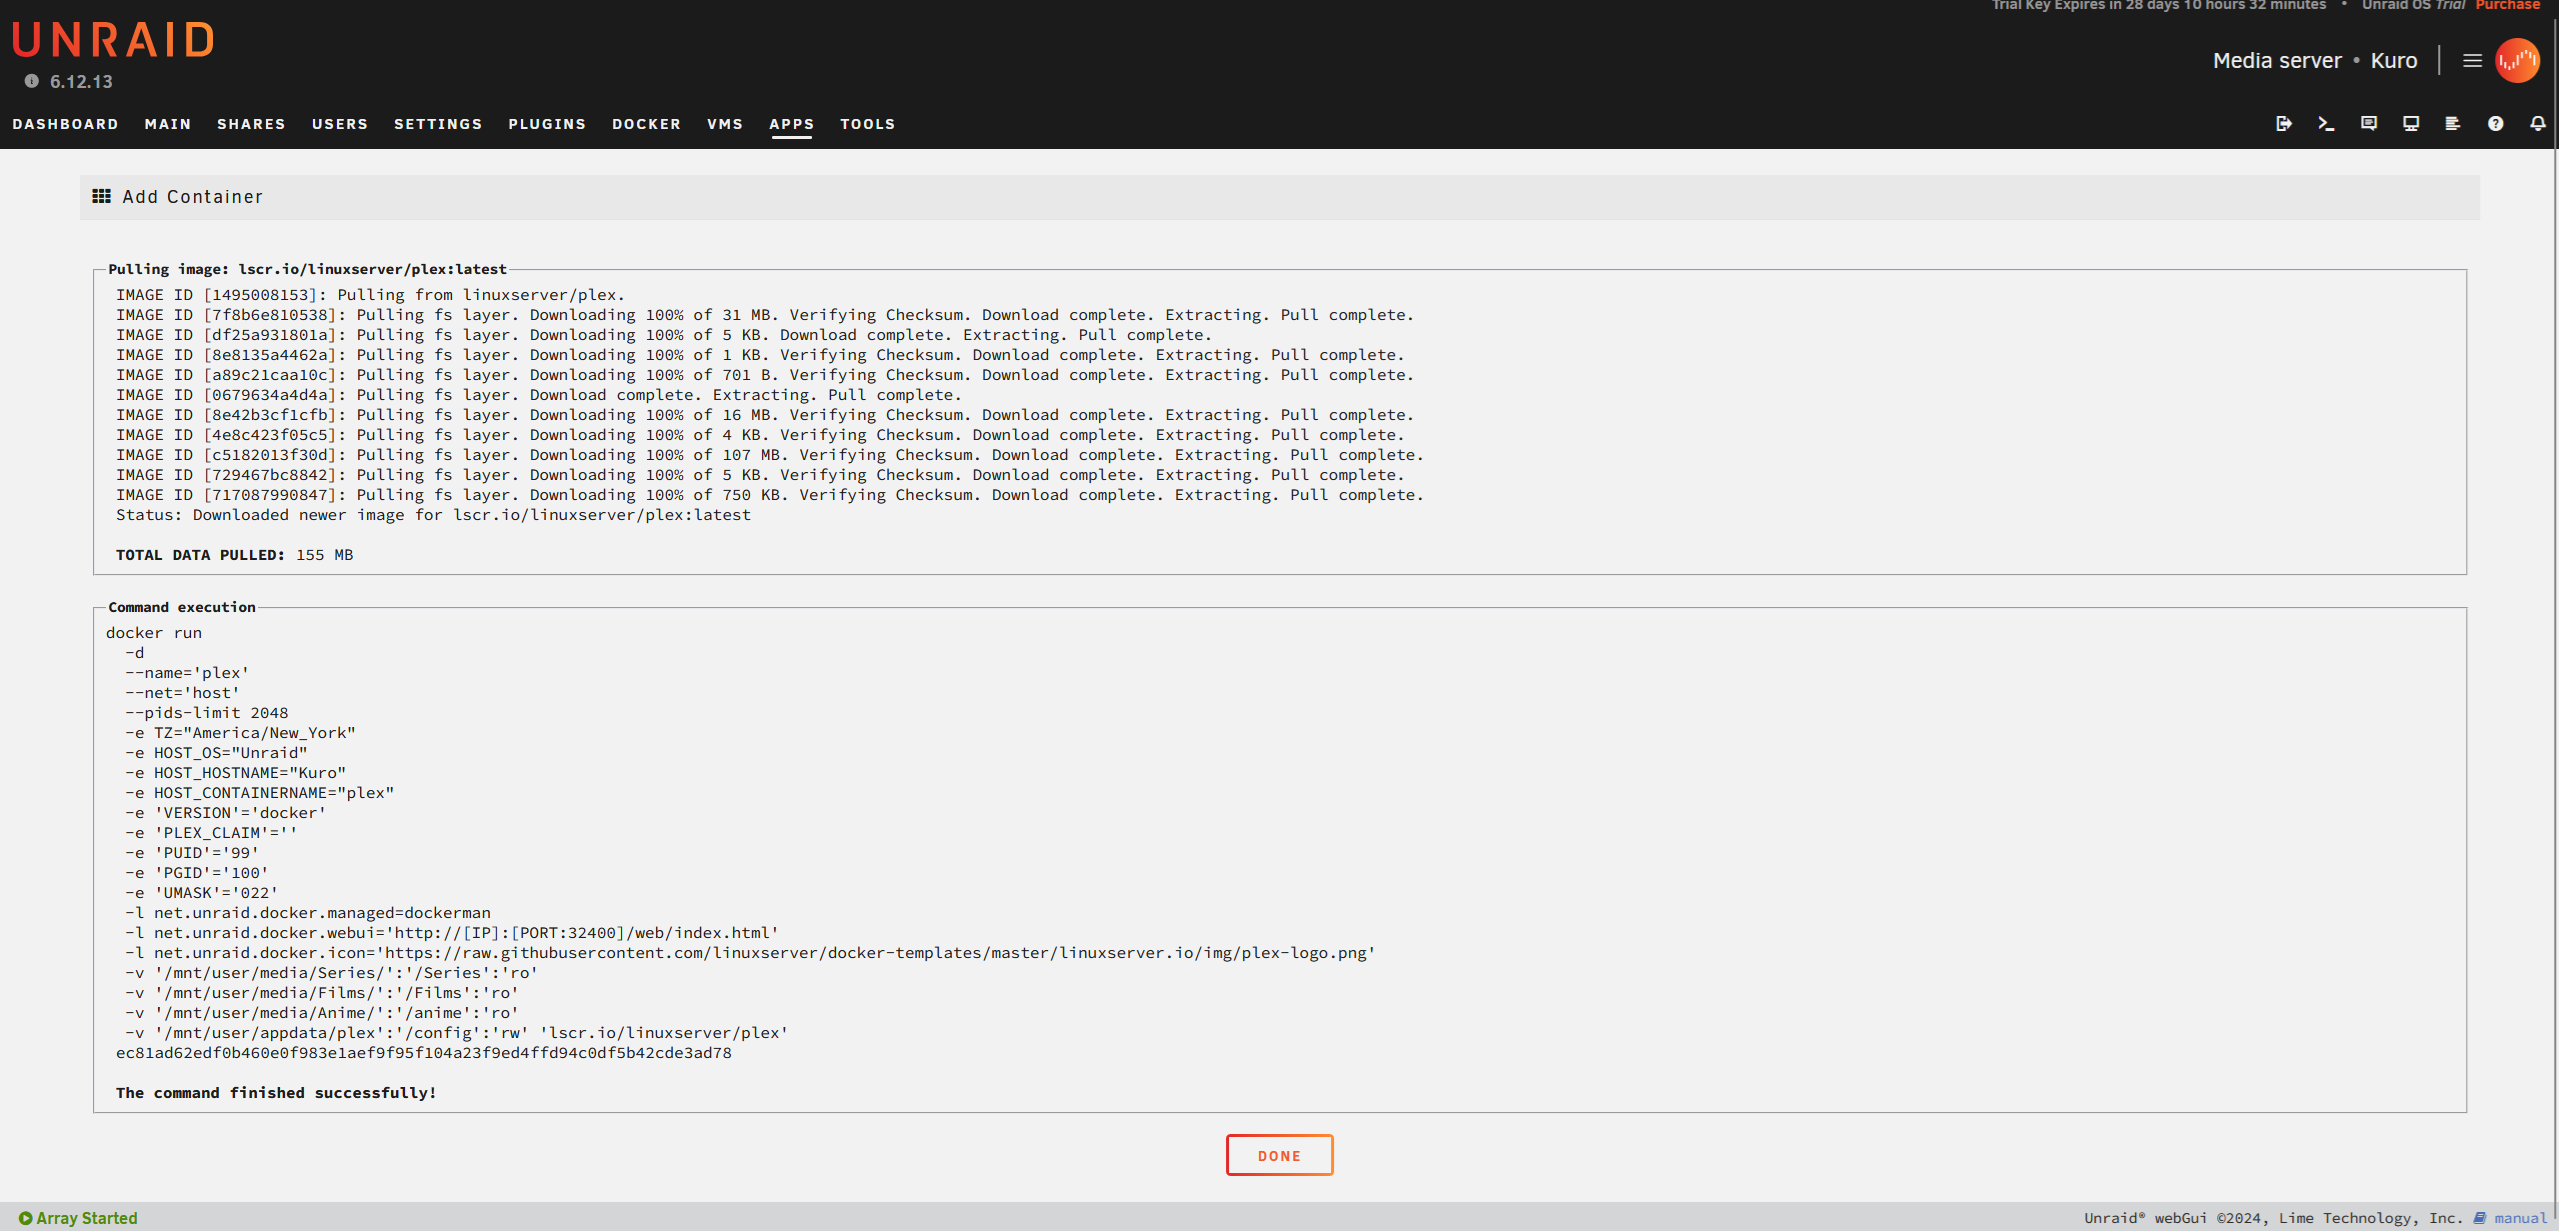 Trial Key Expires in 28 days 10 hours 32 minutes • Unraid OS Trial Purchase
UNRAID
6.12.13
Media server • Kuro
DASHBOARD MAIN SHARES USERS SETTINGS PLUGINS DOCKER VMS APPS TOOLS
Add Container
Pulling image: lscr.io/linuxserver/plex:latest
IMAGE ID [1495008153]: Pulling from linuxserver/plex.
IMAGE ID [7f8b6e810538]: Pulling fs layer. Downloading 100% of 31 MB. Verifying Checksum. Download complete. Extracting. Pull complete.
IMAGE ID [df25a931801a]: Pulling fs layer. Downloading 100% of 5 KB. Download complete. Extracting. Pull complete.
IMAGE ID [8e8135a4462a]: Pulling fs layer. Downloading 100% of 1 KB. Verifying Checksum. Download complete. Extracting. Pull complete.
IMAGE ID [a89c21caa10c]: Pulling fs layer. Downloading 100% of 701 B. Verifying Checksum. Download complete. Extracting. Pull complete.
IMAGE ID [0679634a4d4a]: Pulling fs layer. Download complete. Extracting. Pull complete.
IMAGE ID [8e42b3cf1cfb]: Pulling fs layer. Downloading 100% of 16 MB. Verifying Checksum. Download complete. Extracting. Pull complete.
IMAGE ID [4e8c423f05c5]: Pulling fs layer. Downloading 100% of 4 KB. Verifying Checksum. Download complete. Extracting. Pull complete.
IMAGE ID [c5182013f30d]: Pulling fs layer. Downloading 100% of 107 MB. Verifying Checksum. Download complete. Extracting. Pull complete.
IMAGE ID [729467bc8842]: Pulling fs layer. Downloading 100% of 5 KB. Verifying Checksum. Download complete. Extracting. Pull complete.
IMAGE ID [717087990847]: Pulling fs layer. Downloading 100% of 750 KB. Verifying Checksum. Download complete. Extracting. Pull complete.
Status: Downloaded newer image for lscr.io/linuxserver/plex:latest
TOTAL DATA PULLED: 155 MB
Command execution
docker run
-d
--name='plex'
--net='host'
--pids-limit 2048
-e TZ="America/New_York"
-e HOST_OS="Unraid"
-e HOST_HOSTNAME="Kuro"
-e HOST_CONTAINERNAME="plex"
-e 'VERSION'='docker'
-e 'PLEX_CLAIM'=''
-e 'PUID'='99'
-e 'PGID'='100'
-e 'UMASK'='022'
-l net.unraid.docker.managed=dockerman
-l net.unraid.docker.webui='http://[IP]:[PORT:32400]/web/index.html'
-l net.unraid.docker.icon='https://raw.githubusercontent.com/linuxserver/docker-templates/master/linuxserver.io/img/plex-logo.png'
-v '/mnt/user/media/Series/':'/Series':'ro'
-v '/mnt/user/media/Films/':'/Films':'ro'
-v '/mnt/user/media/Anime/':'/anime':'ro'
-v '/mnt/user/appdata/plex':'/config':'rw' 'lscr.io/linuxserver/plex'
ec81ad62edf0b460e0f983e1aef9f95f104a23f9ed4ffd94c0df5b42cde3ad78
The command finished successfully!
DONE
Array Started
Unraid® webGui ©2024, Lime Technology, Inc. manual